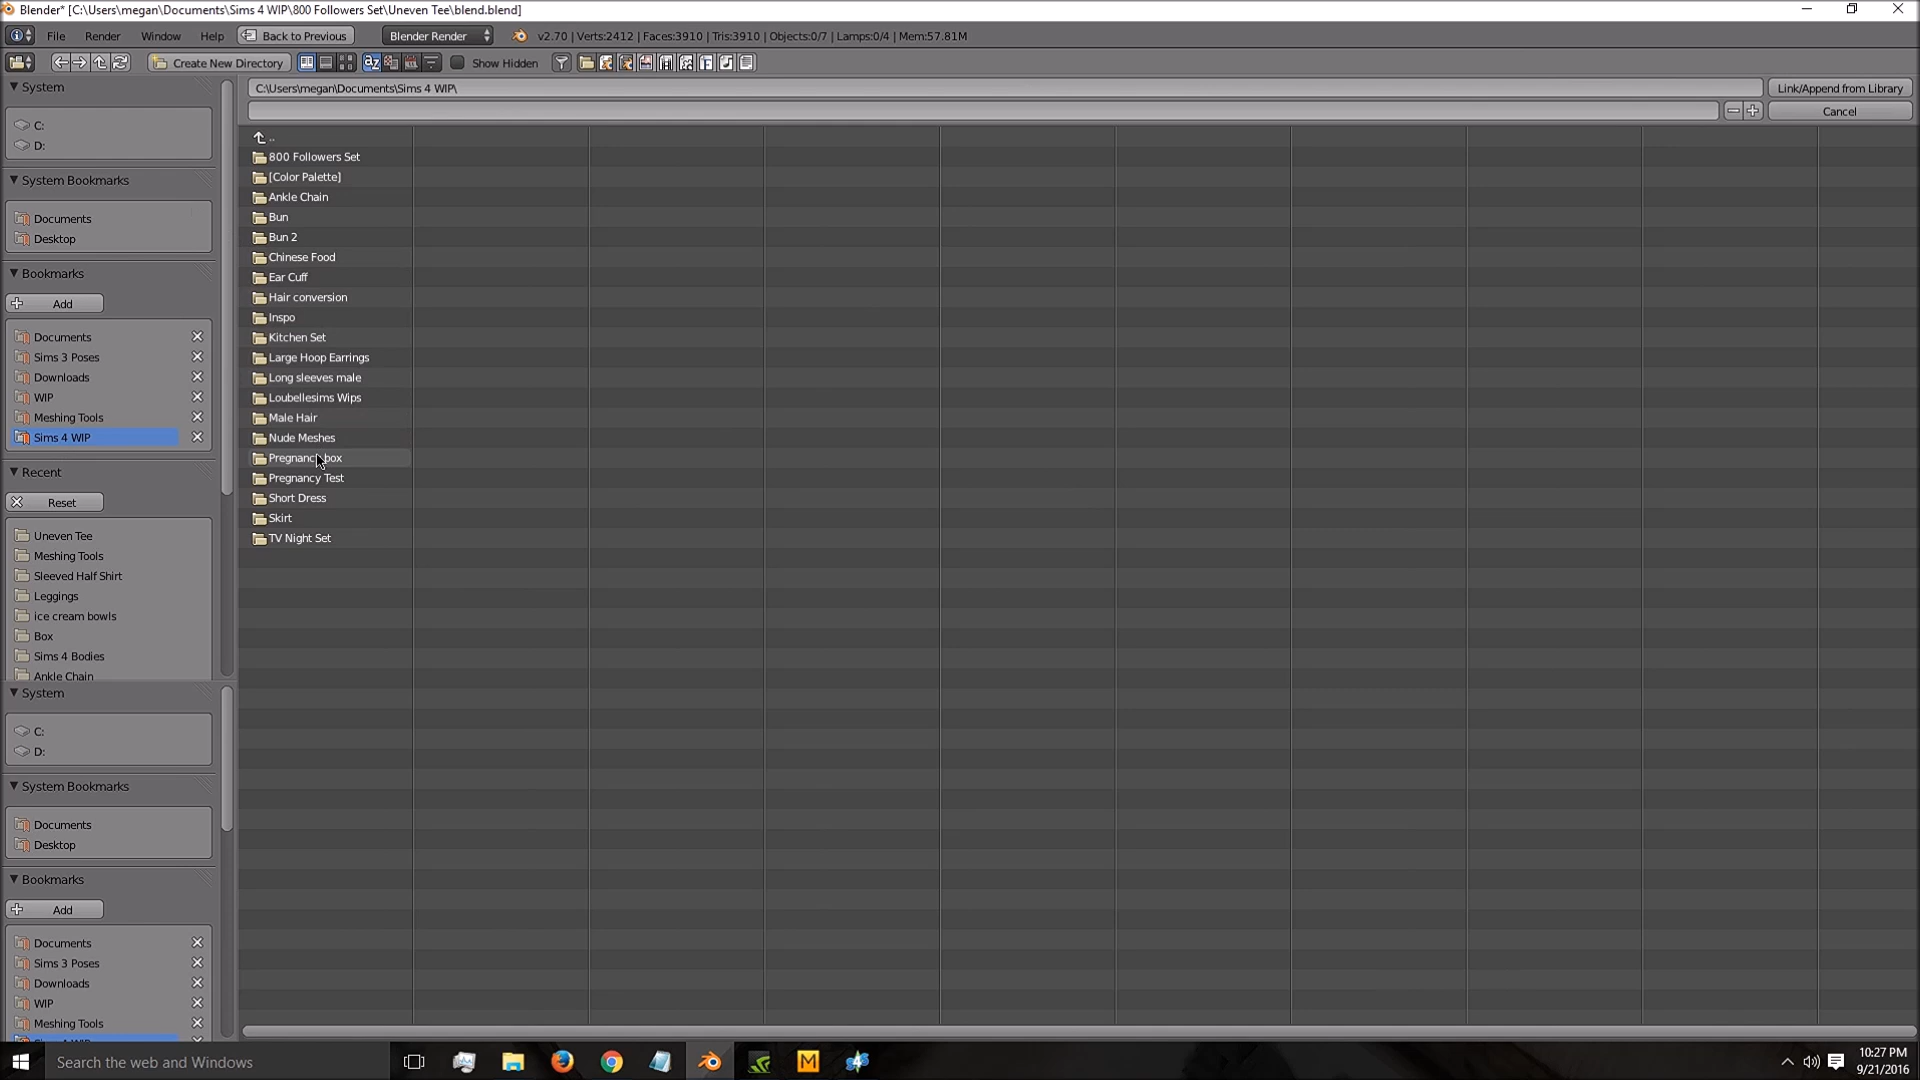 Blender* [C:\Users\megan\Documents\Sims 4 WIP\800 Followers Set\Uneven Tee\blend.blend]
File Render Window Help Back to Previous Blender Render v2.70 | Verts:2412 | Faces:3910 | Tris:3910 | Objects:0/7 | Lamps:0/4 | Mem:57.81M
Create New Directory Show Hidden
C:\Users\megan\Documents\Sims 4 WIP\ Link/Append from Library
Cancel
System
C:
D:
System Bookmarks
Documents
Desktop
Bookmarks
Add
Documents
Sims 3 Poses
Downloads
WIP
Meshing Tools
Sims 4 WIP
Recent
Reset
Uneven Tee
Meshing Tools
Sleeved Half Shirt
Leggings
ice cream bowls
Box
Sims 4 Bodies
Ankle Chain
System
C:
D:
System Bookmarks
Documents
Desktop
Bookmarks
Add
Documents
Sims 3 Poses
Downloads
WIP
Meshing Tools
..
800 Followers Set
[Color Palette]
Ankle Chain
Bun
Bun 2
Chinese Food
Ear Cuff
Hair conversion
Inspo
Kitchen Set
Large Hoop Earrings
Long sleeves male
Loubellesims Wips
Male Hair
Nude Meshes
Pregnancy box
Pregnancy Test
Short Dress
Skirt
TV Night Set
Search the web and Windows
10:27 PM
9/21/2016